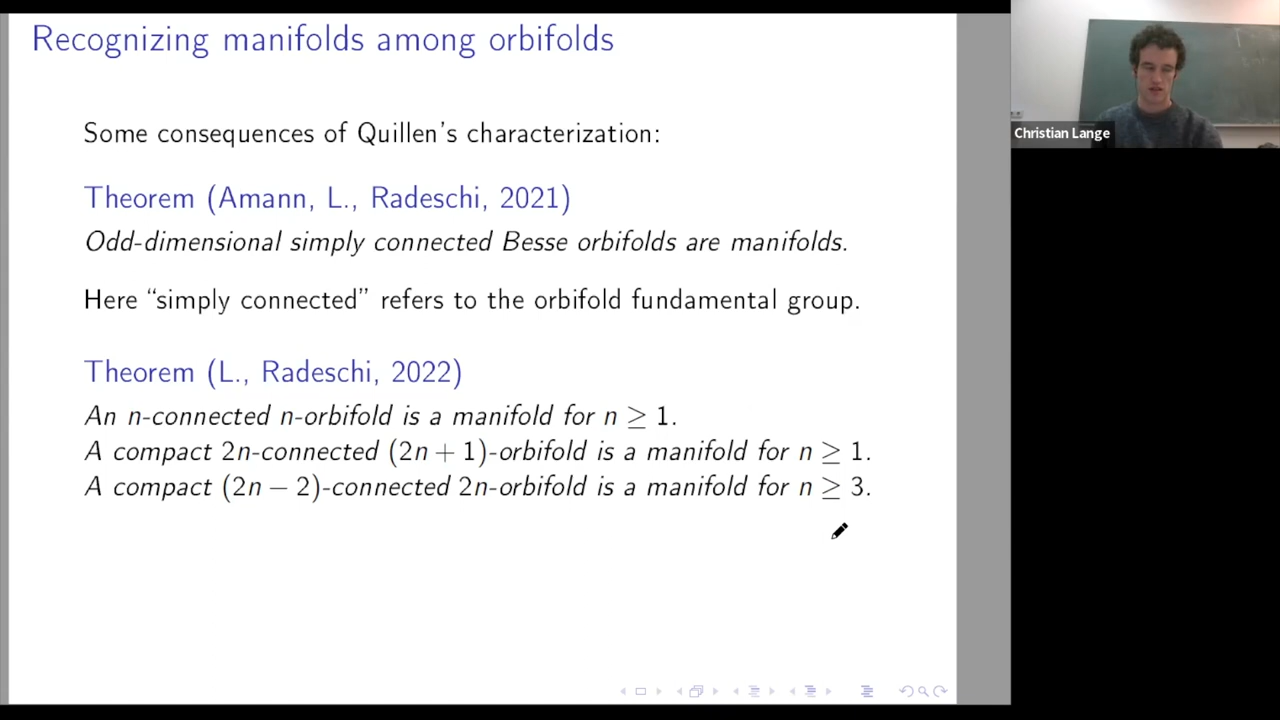 Recognizing manifolds among orbifolds
Some consequences of Quillen's characterization:
Theorem (Amann, L., Radeschi, 2021)
Odd-dimensional simply connected Besse orbifolds are manifolds.
Here “simply connected” refers to the orbifold fundamental group.
Theorem (L., Radeschi, 2022)
An n-connected n-orbifold is a manifold for n ≥ 1.
A compact 2n-connected (2n + 1)-orbifold is a manifold for n ≥ 1.
A compact (2n − 2)-connected 2n-orbifold is a manifold for n ≥ 3.
Christian Lange